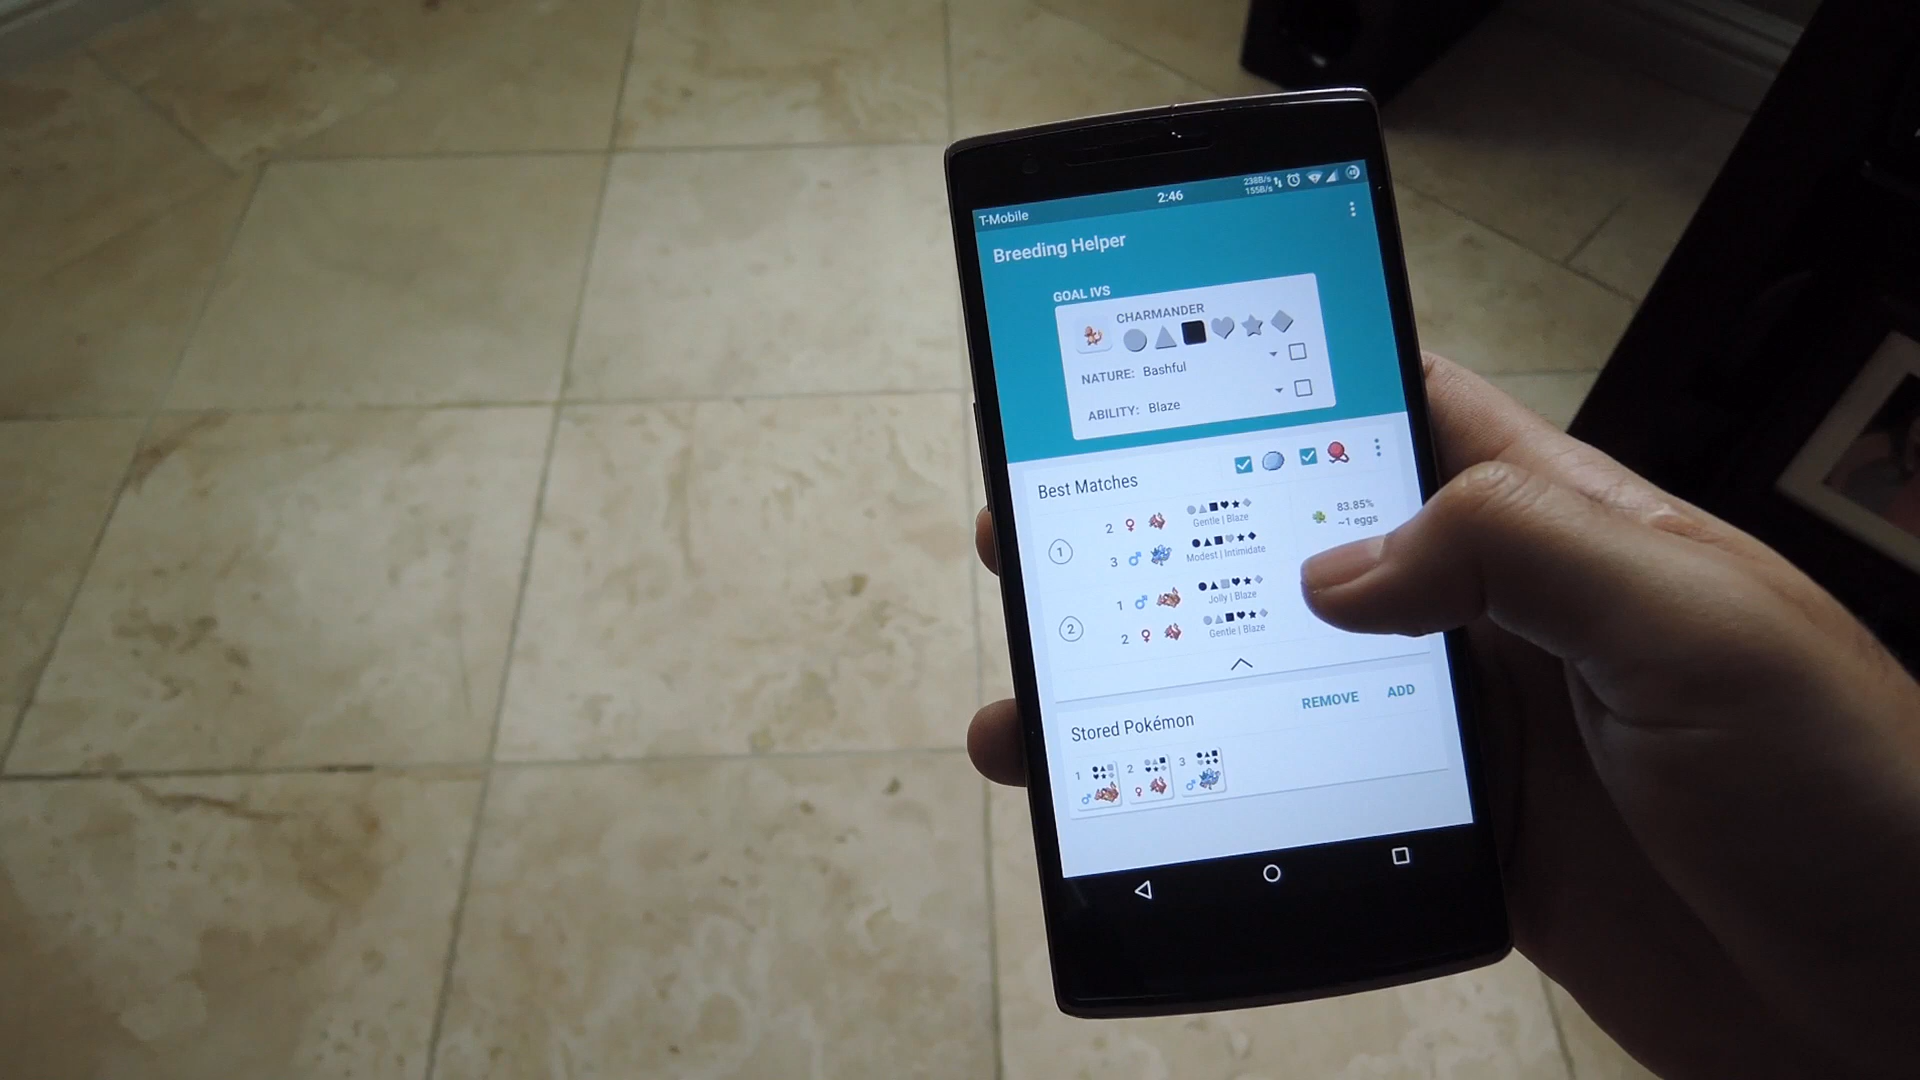 T-Mobile
2:46
238B/s
155B/s
Breeding Helper
GOAL IVS
CHARMANDER
NATURE: Bashful
ABILITY: Blaze
Best Matches
1
2
Gentle | Blaze
3
Modest | Intimidate
83.85%
~1 eggs
2
1
Jolly | Blaze
2
Gentle | Blaze
Stored Pokémon
REMOVE
ADD
1
2
3